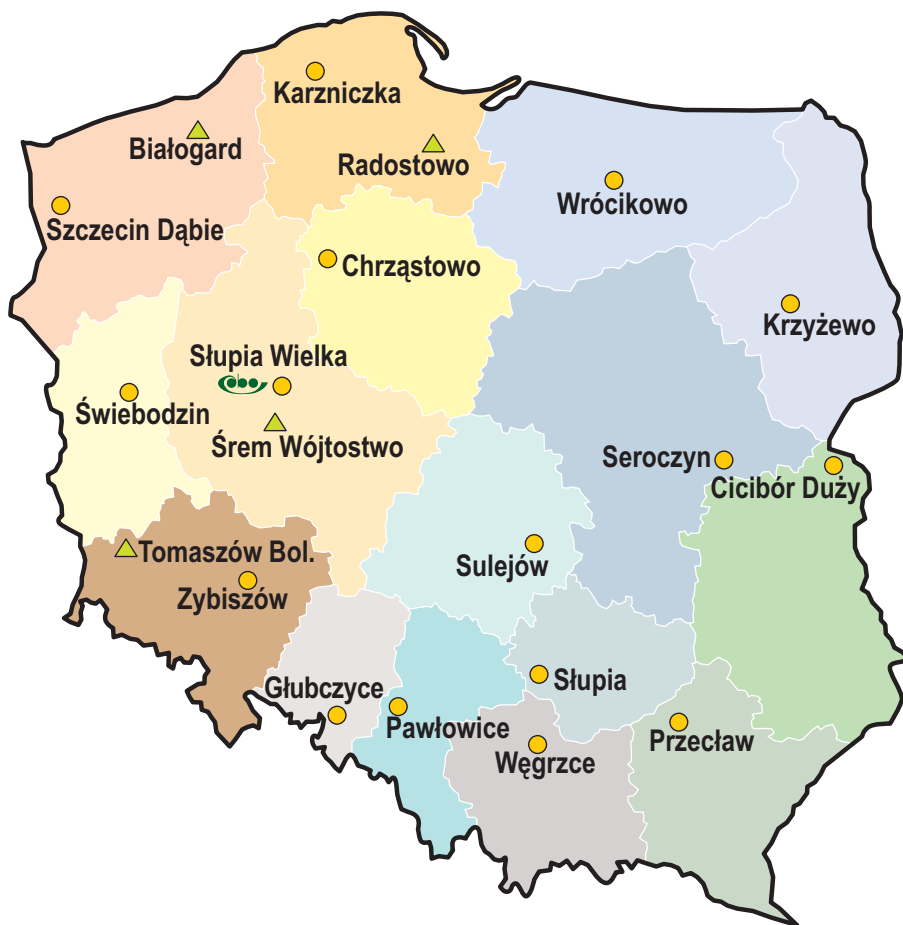 Karzniczka
Białogard
Radostowo
Wrócikowo
Szczecin Dąbie
Chrząstowo
Krzyżewo
Słupia Wielka
Świebodzin
Śrem Wójtostwo
Seroczyn
Cicibór Duży
Tomaszów Bol.
Sulejów
Zybiszów
Głubczyce
Słupia
Pawłowice
Przecław
Węgrzce